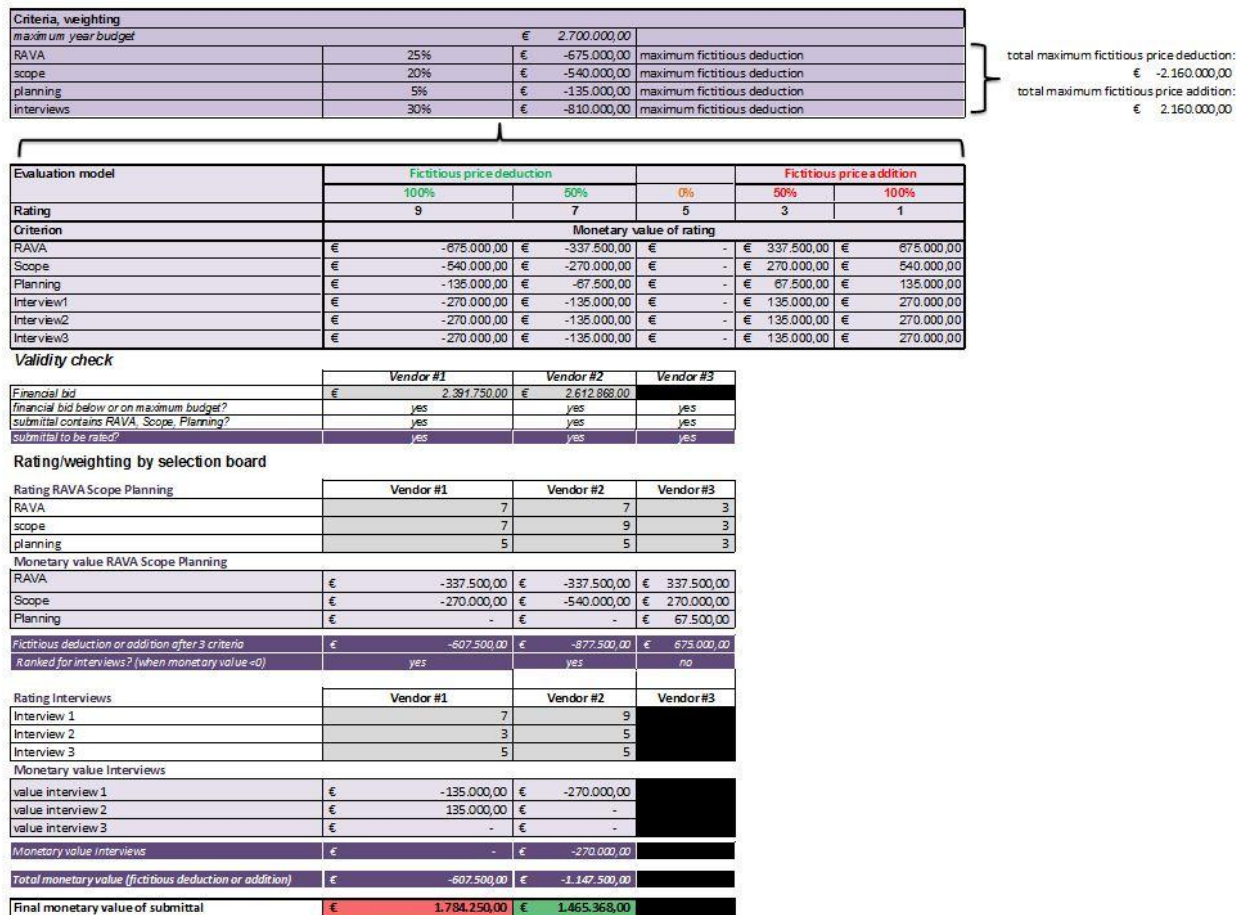 Criteria, weighting
maximum year budget € 2.700.000,00
RAVA 25% € -675.000,00 maximum fictitious deduction
scope 20% € -540.000,00 maximum fictitious deduction
planning 5% € -135.000,00 maximum fictitious deduction
interviews 30% € -810.000,00 maximum fictitious deduction
total maximum fictitious price deduction:
€ -2.160.000,00
total maximum fictitious price addition:
€ 2.160.000,00
Evaluation model Fictitious price deduction Fictitious price addition
100% 50% 0% 50% 100%
Rating 9 7 5 3 1
Criterion Monetary value of rating
RAVA € -675.000,00 € -337.500,00 € - € 337.500,00 € 675.000,00
Scope € -540.000,00 € -270.000,00 € - € 270.000,00 € 540.000,00
Planning € -135.000,00 € -67.500,00 € - € 67.500,00 € 135.000,00
Interview1 € -270.000,00 € -135.000,00 € - € 135.000,00 € 270.000,00
Interview2 € -270.000,00 € -135.000,00 € - € 135.000,00 € 270.000,00
Interview3 € -270.000,00 € -135.000,00 € - € 135.000,00 € 270.000,00
Validity check
Vendor #1 Vendor #2 Vendor #3
Financial bid € 2.391.750,00 € 2.612.868,00
financial bid below or on maximum budget? yes yes yes
submittal contains RAVA, Scope, Planning? yes yes yes
submittal to be rated? yes yes yes
Rating/weighting by selection board
Rating RAVA Scope Planning Vendor #1 Vendor #2 Vendor #3
RAVA 7 7 3
scope 7 9 3
planning 5 5 3
Monetary value RAVA Scope Planning
RAVA € -337.500,00 € -337.500,00 € 337.500,00
Scope € -270.000,00 € -540.000,00 € 270.000,00
Planning € - € - € 67.500,00
Fictitious deduction or addition after 3 criteria € -607.500,00 € -877.500,00 € 675.000,00
Ranked for interviews? (when monetary value <0) yes yes no
Rating Interviews Vendor #1 Vendor #2 Vendor #3
Interview 1 7 9
Interview 2 3 5
Interview 3 5 5
Monetary value Interviews
value interview 1 € -135.000,00 € -270.000,00
value interview 2 € 135.000,00 € -
value interview 3 € - € -
Monetary value Interviews € - € -270.000,00
Total monetary value (fictitious deduction or addition) € -607.500,00 € -1.147.500,00
Final monetary value of submittal € 1.784.250,00 € 1.465.368,00